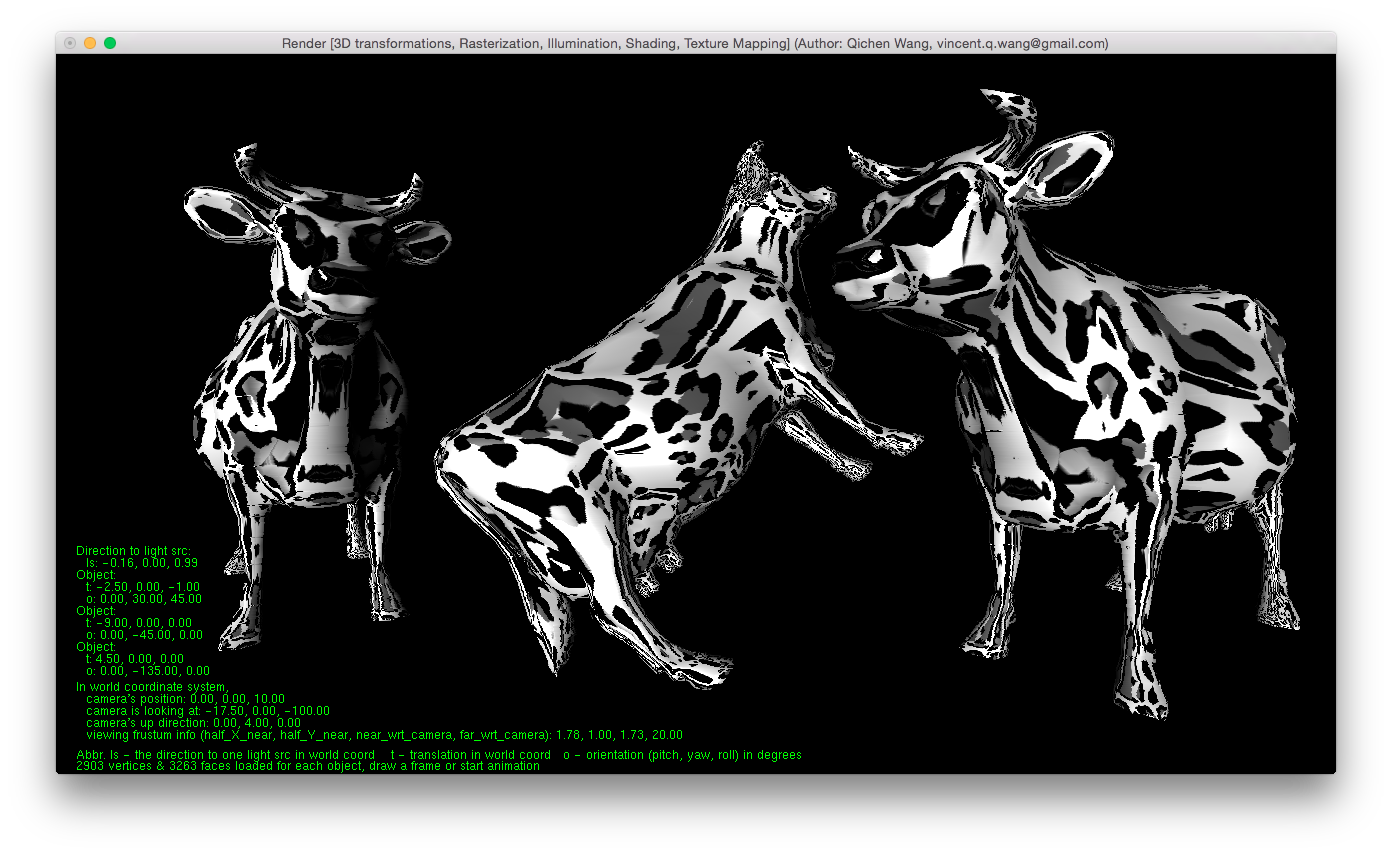 Render [3D transformations, Rasterization, Illumination, Shading, Texture Mapping] (Author: Qichen Wang, vincent.q.wang@gmail.com)
Direction to light src:
ls: -0.16, 0.00, 0.99
Object:
t: -2.50, 0.00, -1.00
o: 0.00, 30.00, 45.00
Object:
t: -9.00, 0.00, 0.00
o: 0.00, -45.00, 0.00
Object:
t: 4.50, 0.00, 0.00
o: 0.00, -135.00, 0.00
In world coordinate system,
camera's position: 0.00, 0.00, 10.00
camera is looking at: -17.50, 0.00, -100.00
camera's up direction: 0.00, 4.00, 0.00
viewing frustum info (half_X_near, half_Y_near, near_wrt_camera, far_wrt_camera): 1.78, 1.00, 1.73, 20.00
Abbr. ls - the direction to one light src in world coord t - translation in world coord o - orientation (pitch, yaw, roll) in degrees
2903 vertices & 3263 faces loaded for each object, draw a frame or start animation